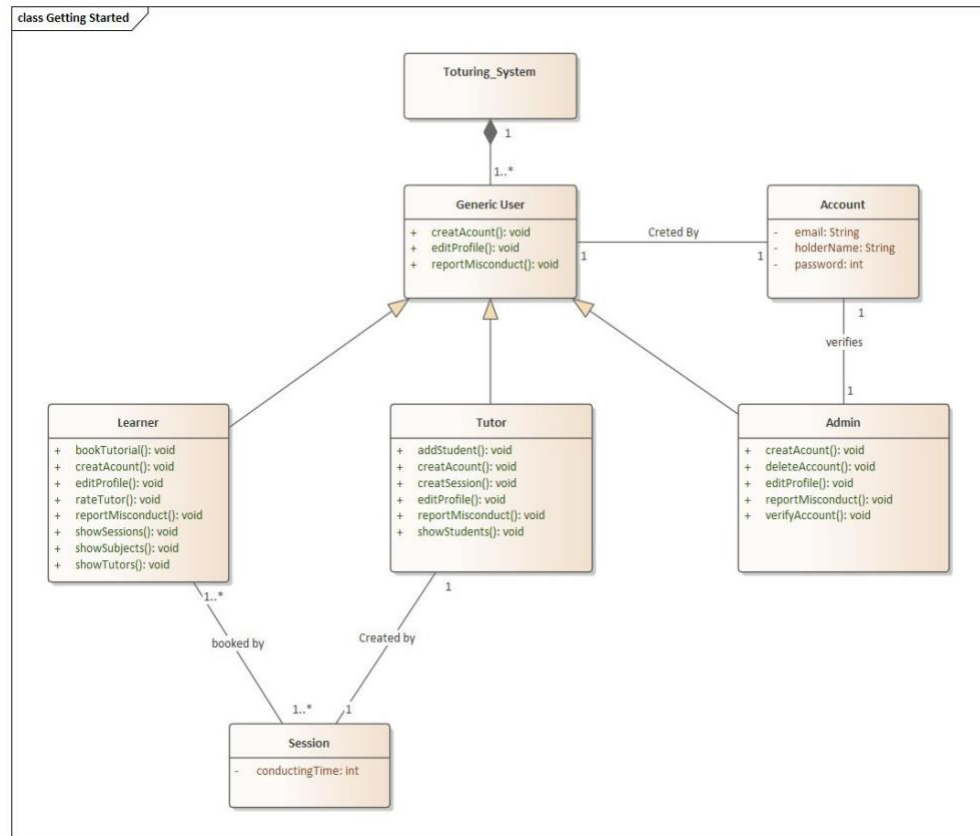 class Getting Started
Toturing_System
1
1..*
Generic User
+ creatAcount(): void
+ editProfile(): void
+ reportMisconduct(): void
Creted By
1
1
Account
- email: String
- holderName: String
- password: int
1
verifies
1
Learner
+ bookTutorial(): void
+ creatAcount(): void
+ editProfile(): void
+ rateTutor(): void
+ reportMisconduct(): void
+ showSessions(): void
+ showSubjects(): void
+ showTutors(): void
Tutor
+ addStudent(): void
+ creatAcount(): void
+ creatSession(): void
+ editProfile(): void
+ reportMisconduct(): void
+ showStudents(): void
Admin
+ creatAcount(): void
+ deleteAccount(): void
+ editProfile(): void
+ reportMisconduct(): void
+ verifyAccount(): void
1..*
booked by
1..*
1
Created by
1
Session
- conductingTime: int